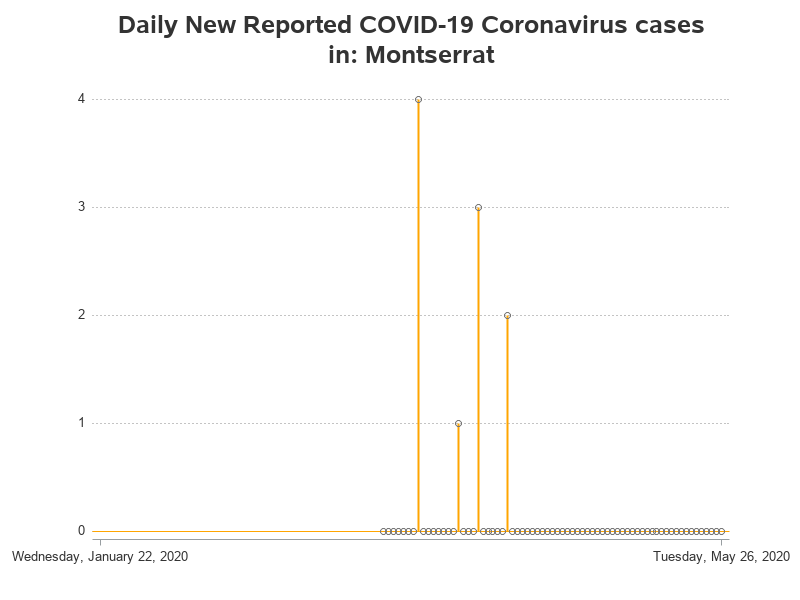 Daily New Reported COVID-19 Coronavirus cases
in: Montserrat
4
3
2
1
0
Wednesday, January 22, 2020
Tuesday, May 26, 2020